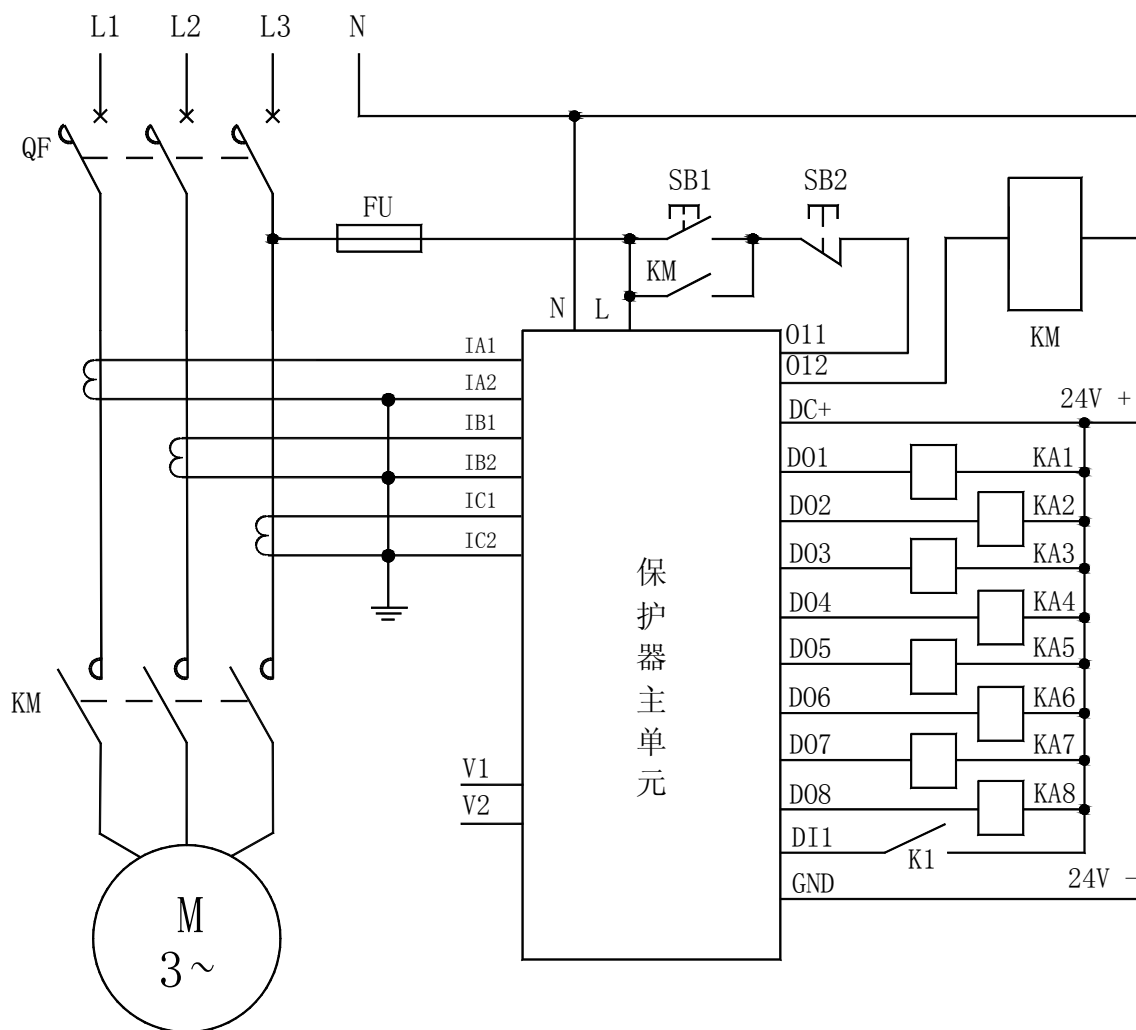 L1 L2 L3 N
QF
SB1 SB2
FU
KM
N L
KM
IA1
O11
O12
IA2
DC+ 24V +
IB1
DO1 KA1
IB2
IC1
DO2 KA2
IC2
DO3 KA3
DO4 KA4
DO5 KA5
保护器主单元
KM
DO6 KA6
DO7 KA7
V1
V2
DO8 KA8
DI1 K1
GND 24V -
M
3~